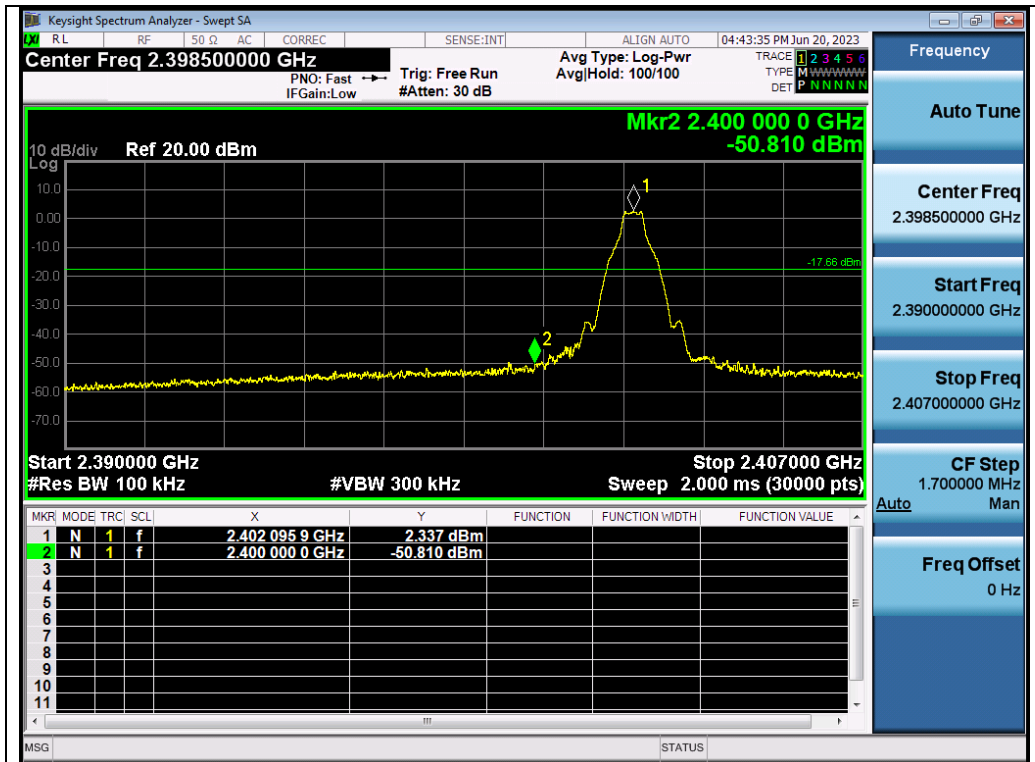 Keysight Spectrum Analyzer - Swept SA
LXI RL RF 50 Ω AC CORREC SENSE:INT ALIGN AUTO 04:43:35 PM Jun 20, 2023
Center Freq 2.398500000 GHz
PNO: Fast
IFGain:Low
Trig: Free Run
#Atten: 30 dB
Avg Type: Log-Pwr
Avg|Hold: 100/100
TRACE 1 2 3 4 5 6
TYPE M WWWWW
DET P N N N N N
Mkr2 2.400 000 0 GHz
-50.810 dBm
10 dB/div Ref 20.00 dBm
Log
10.0
0.00
-10.0
-20.0
-30.0
-40.0
-50.0
-60.0
-70.0
1
-17.66 dBm
2
Start 2.390000 GHz Stop 2.407000 GHz
#Res BW 100 kHz #VBW 300 kHz Sweep 2.000 ms (30000 pts)
MKR MODE TRC SCL X Y FUNCTION FUNCTION WIDTH FUNCTION VALUE
1 N 1 f 2.402 095 9 GHz 2.337 dBm
2 N 1 f 2.400 000 0 GHz -50.810 dBm
3
4
5
6
7
8
9
10
11
MSG STATUS
Frequency
Auto Tune
Center Freq
2.398500000 GHz
Start Freq
2.390000000 GHz
Stop Freq
2.407000000 GHz
CF Step
1.700000 MHz
Auto Man
Freq Offset
0 Hz